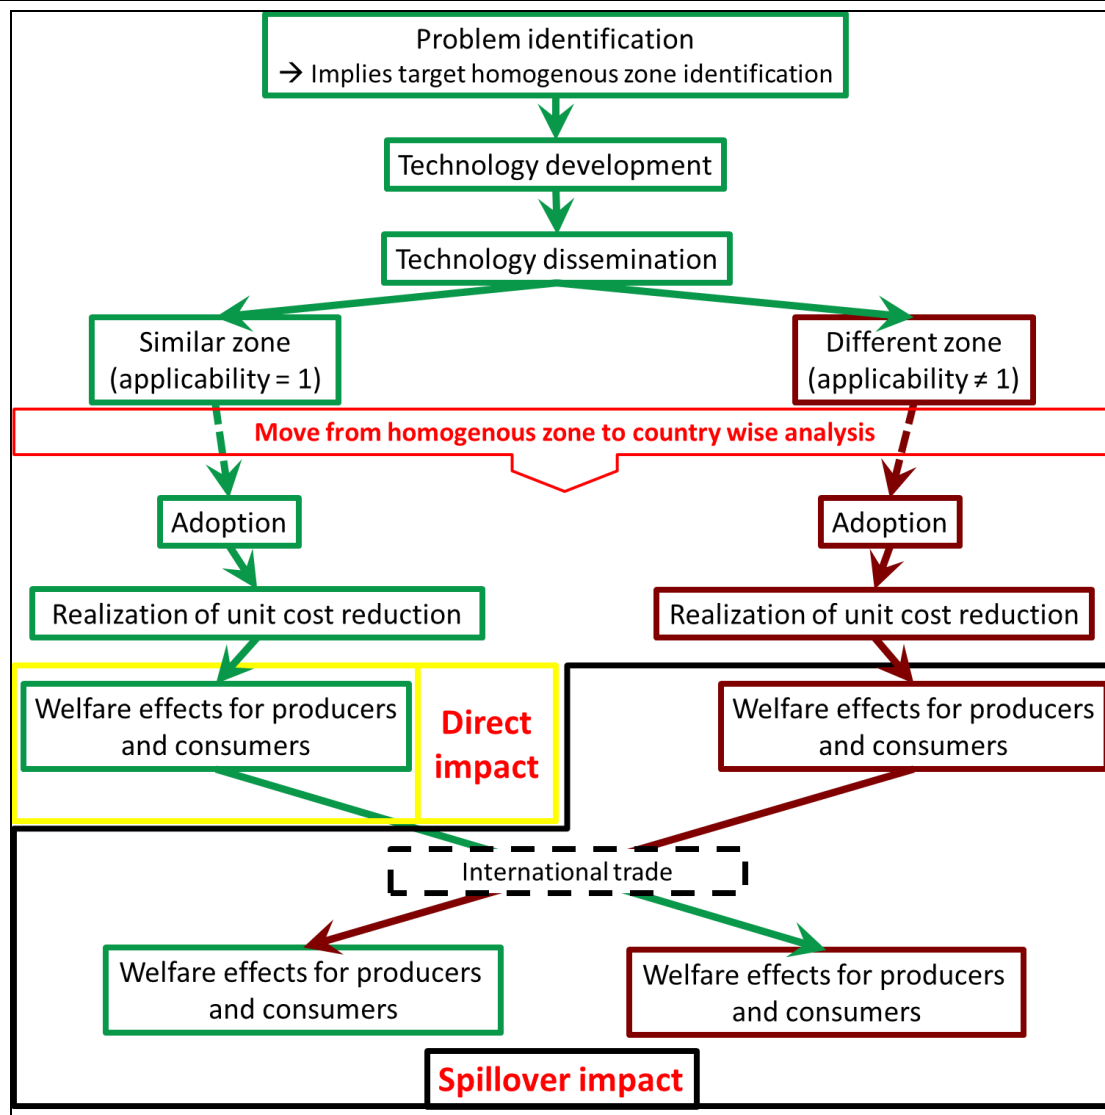 Problem identification
→ Implies target homogenous zone identification
Technology development
Technology dissemination
Similar zone
(applicability = 1)
Different zone
(applicability ≠ 1)
Move from homogenous zone to country wise analysis
Adoption
Adoption
Realization of unit cost reduction
Realization of unit cost reduction
Welfare effects for producers
and consumers
Direct
impact
Welfare effects for producers
and consumers
International trade
Welfare effects for producers
and consumers
Welfare effects for producers
and consumers
Spillover impact